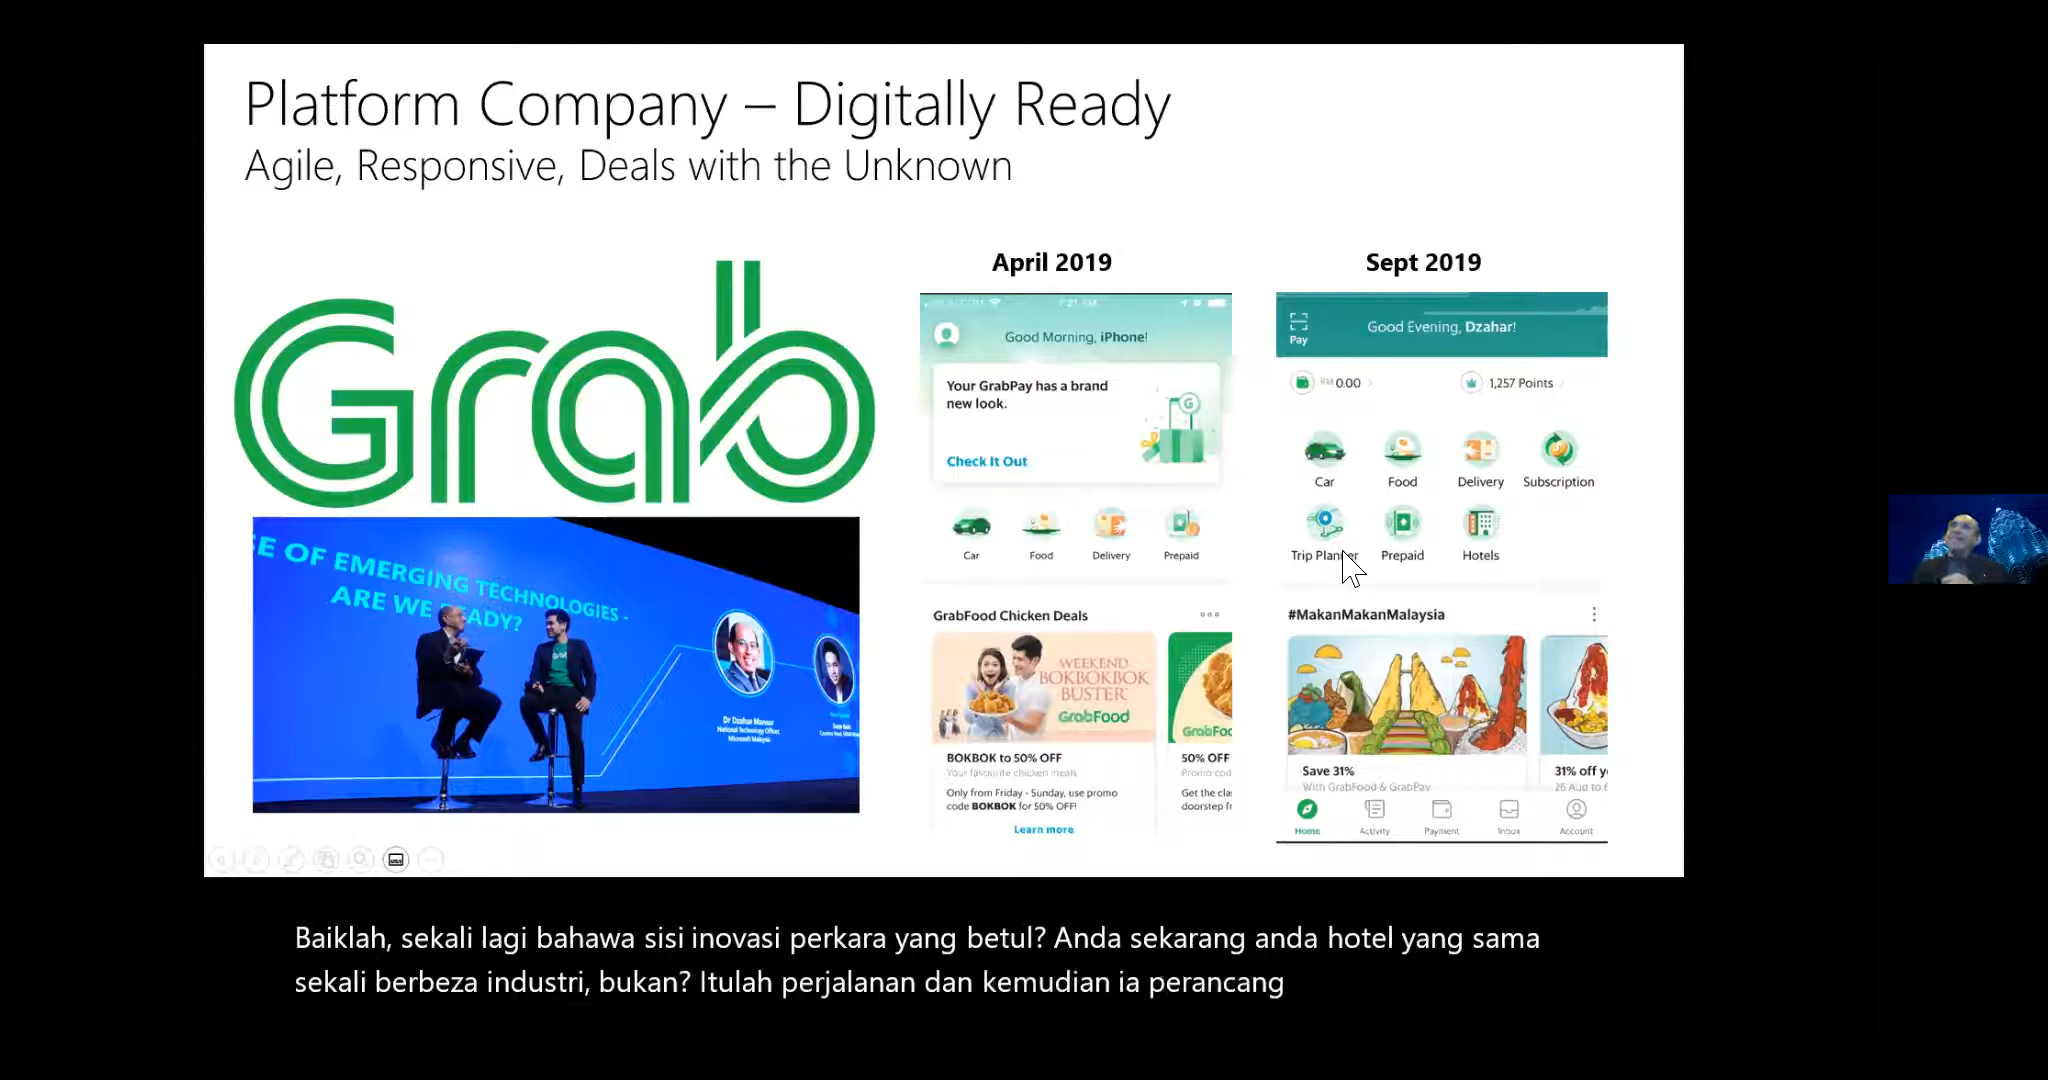 Platform Company – Digitally Ready
Agile, Responsive, Deals with the Unknown
Grab
SE OF EMERGING TECHNOLOGIES -
ARE WE READY?
Grab
Dr Dzahar Mansor
National Technology Officer,
Microsoft Malaysia
April 2019
Good Morning, iPhone!
Your GrabPay has a brand
new look.
G
Check It Out
Car Food Delivery Prepaid
GrabFood Chicken Deals
WEEKEND
BOKBOKBOK
BUSTER
GrabFood
GrabFoo
BOKBOK to 50% OFF
Your favourite chicken meals
Only from Friday - Sunday, use promo
code BOKBOK for 50% OFF!
Learn more
50% OFF
Promo cod
Get the cla
doorstep fr
Sept 2019
Pay
Good Evening, Dzahar!
RM 0.00
1,257 Points
Car Food Delivery Subscription
Trip Planner Prepaid Hotels
#MakanMakanMalaysia
Save 31%
With GrabFood & GrabPay
31% off y
Home Activity Payment Inbox Account
Baiklah, sekali lagi bahawa sisi inovasi perkara yang betul? Anda sekarang anda hotel yang sama
sekali berbeza industri, bukan? Itulah perjalanan dan kemudian ia perancang